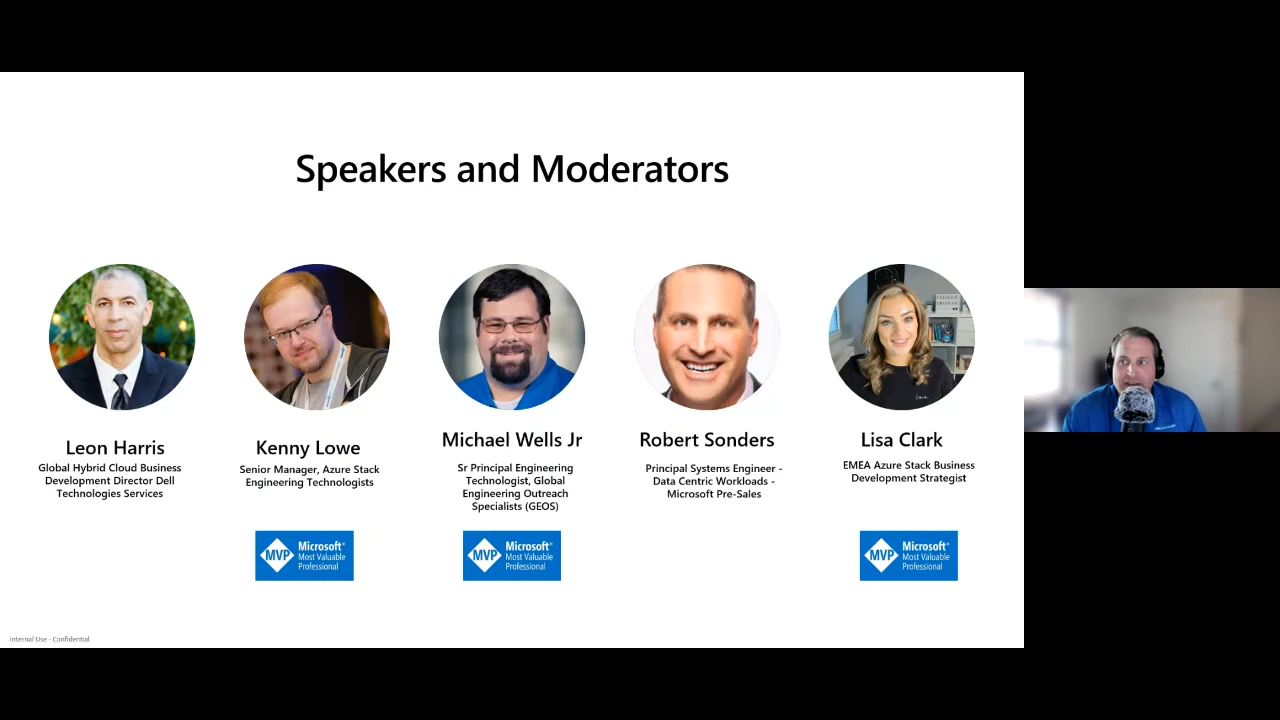 Speakers and Moderators
Leon Harris
Global Hybrid Cloud Business
Development Director Dell
Technologies Services
Kenny Lowe
Senior Manager, Azure Stack
Engineering Technologists
MVP
Microsoft®
Most Valuable
Professional
Michael Wells Jr
Sr Principal Engineering
Technologist, Global
Engineering Outreach
Specialists (GEOS)
MVP
Microsoft®
Most Valuable
Professional
Robert Sonders
Principal Systems Engineer -
Data Centric Workloads -
Microsoft Pre-Sales
Lisa Clark
EMEA Azure Stack Business
Development Strategist
MVP
Microsoft®
Most Valuable
Professional
Internal Use - Confidential